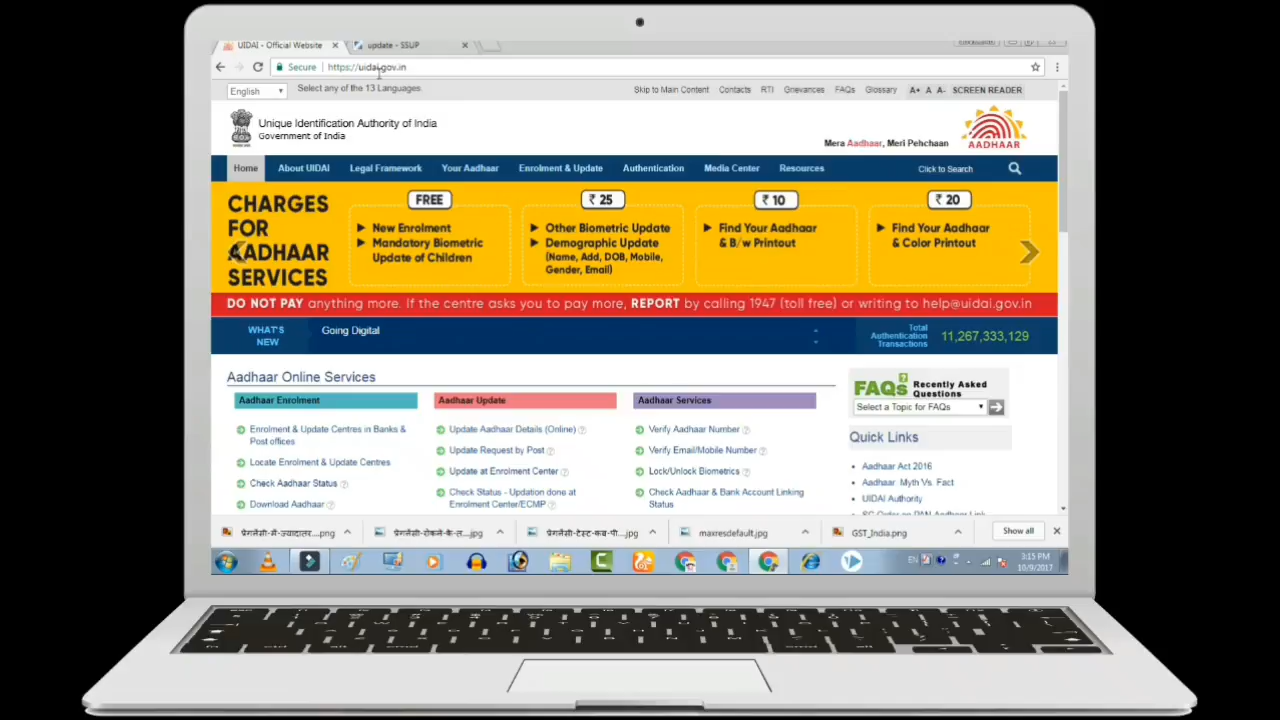 UIDAI - Official Website
update - SSUP
Secure
https://uidai.gov.in
English
Select any of the 13 Languages
Skip to Main Content
Contacts
RTI
Grievances
FAQs
Glossary
A+ A A-
SCREEN READER
Unique Identification Authority of India
Government of India
Mera Aadhaar, Meri Pehchaan
AADHAAR
Home
About UIDAI
Legal Framework
Your Aadhaar
Enrolment & Update
Authentication
Media Center
Resources
Click to Search
CHARGES
FOR
AADHAAR
SERVICES
FREE
New Enrolment
Mandatory Biometric
Update of Children
₹ 25
Other Biometric Update
Demographic Update
(Name, Add, DOB, Mobile,
Gender, Email)
₹ 10
Find Your Aadhaar
& B/w Printout
₹ 20
Find Your Aadhaar
& Color Printout
DO NOT PAY anything more. If the centre asks you to pay more, REPORT by calling 1947 (toll free) or writing to help@uidai.gov.in
WHAT'S
NEW
Going Digital
Total
Authentication
Transactions
11,267,333,129
Aadhaar Online Services
Aadhaar Enrolment
Enrolment & Update Centres in Banks &
Post offices
Locate Enrolment & Update Centres
Check Aadhaar Status
Download Aadhaar
Aadhaar Update
Update Aadhaar Details (Online)
Update Request by Post
Update at Enrolment Center
Check Status - Updation done at
Enrolment Center/ECMP
Aadhaar Services
Verify Aadhaar Number
Verify Email/Mobile Number
Lock/Unlock Biometrics
Check Aadhaar & Bank Account Linking
Status
FAQs Recently Asked
Questions
Select a Topic for FAQs
Quick Links
Aadhaar Act 2016
Aadhaar Myth Vs. Fact
UIDAI Authority
प्रेगनेंसी-में-ज्यादातर...png
प्रेगनेंसी-रोकने-के-त...jpg
प्रेगनेंसी-टेस्ट-कब-पी...jpg
maxresdefault.jpg
GST_India.png
Show all
EN
3:15 PM
10/9/2017